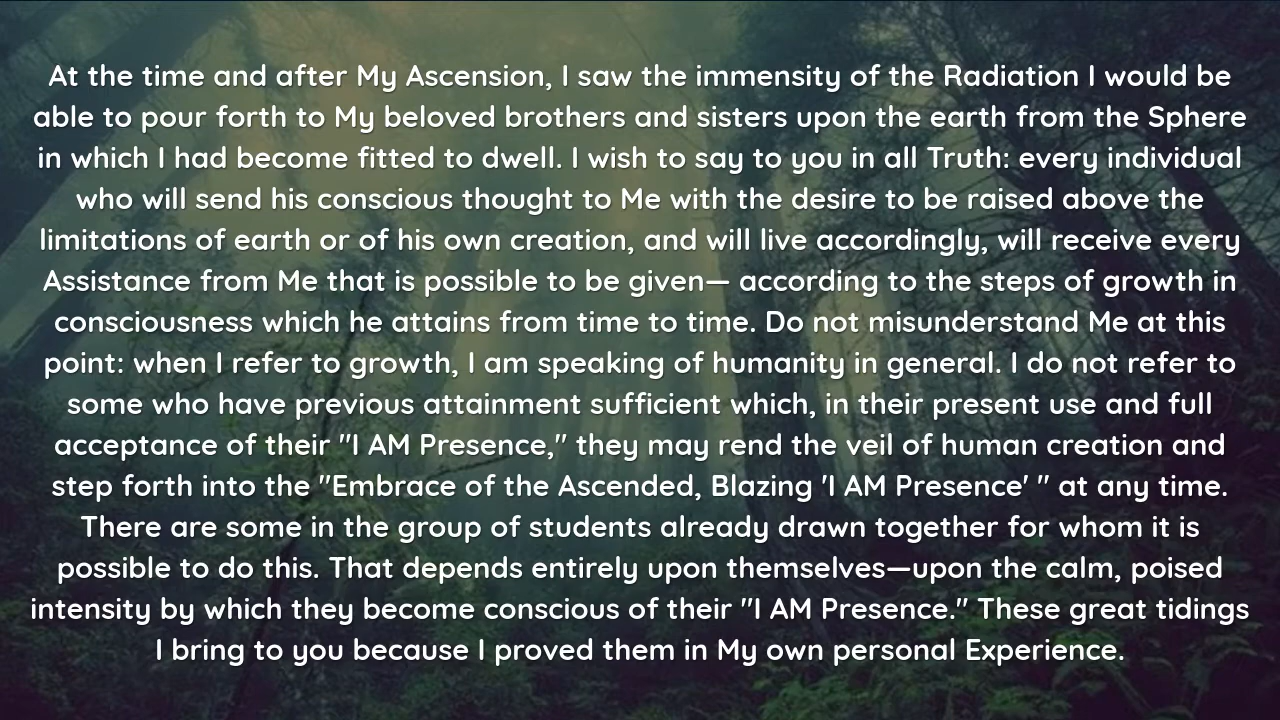 At the time and after My Ascension, I saw the immensity of the Radiation I would be
able to pour forth to My beloved brothers and sisters upon the earth from the Sphere
in which I had become fitted to dwell. I wish to say to you in all Truth: every individual
who will send his conscious thought to Me with the desire to be raised above the
limitations of earth or of his own creation, and will live accordingly, will receive every
Assistance from Me that is possible to be given— according to the steps of growth in
consciousness which he attains from time to time. Do not misunderstand Me at this
point: when I refer to growth, I am speaking of humanity in general. I do not refer to
some who have previous attainment sufficient which, in their present use and full
acceptance of their "I AM Presence," they may rend the veil of human creation and
step forth into the "Embrace of the Ascended, Blazing 'I AM Presence' " at any time.
There are some in the group of students already drawn together for whom it is
possible to do this. That depends entirely upon themselves—upon the calm, poised
intensity by which they become conscious of their "I AM Presence." These great tidings
I bring to you because I proved them in My own personal Experience.